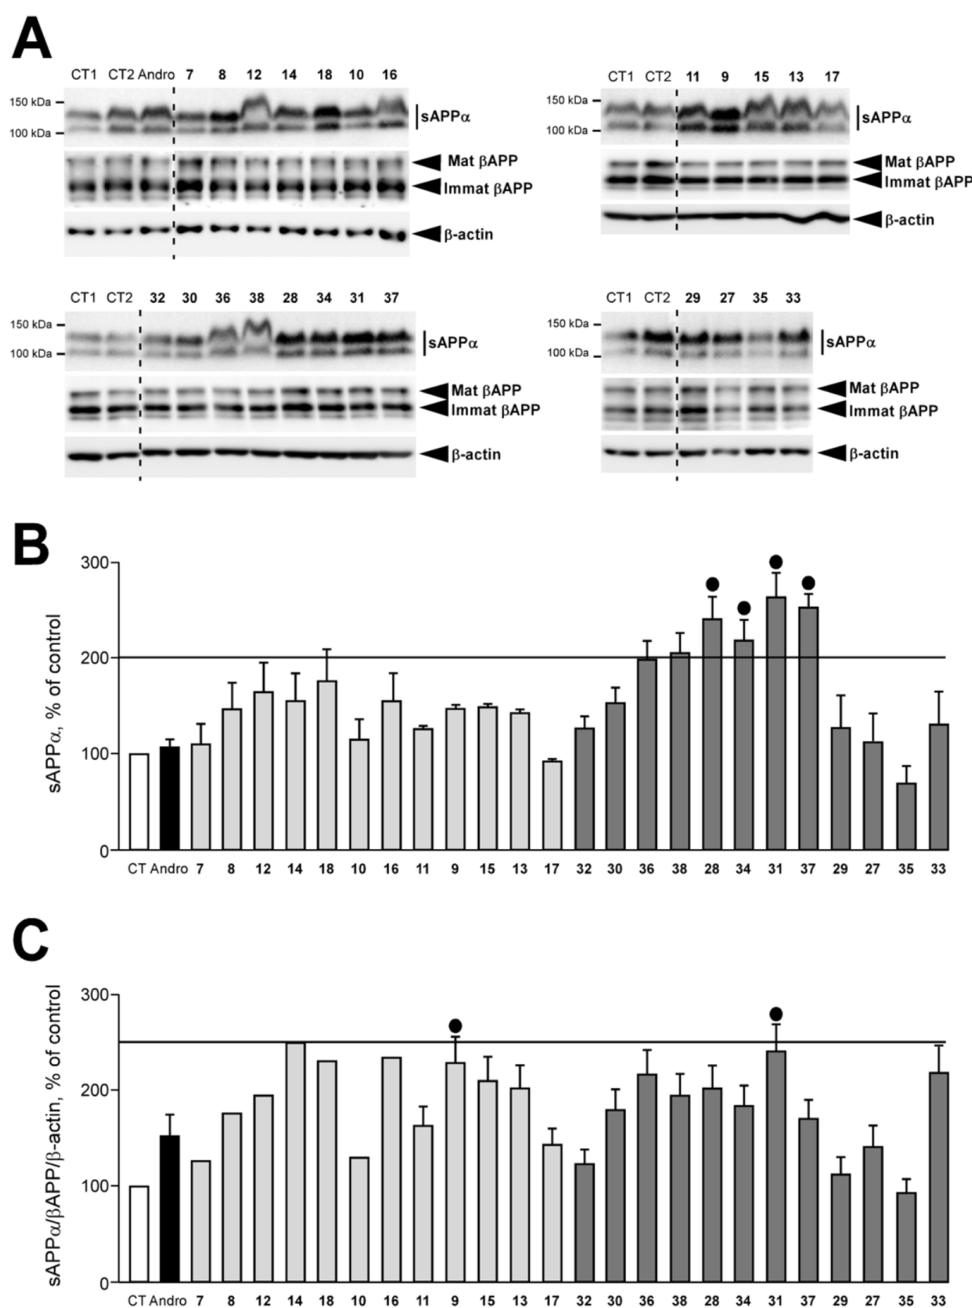 A
CT1 CT2 Andro 7 8 12 14 18 10 16
150 kDa
100 kDa
sAPPα
Mat βAPP
Immat βAPP
β-actin
CT1 CT2 11 9 15 13 17
150 kDa
100 kDa
sAPPα
Mat βAPP
Immat βAPP
β-actin
CT1 CT2 32 30 36 38 28 34 31 37
150 kDa
100 kDa
sAPPα
Mat βAPP
Immat βAPP
β-actin
CT1 CT2 29 27 35 33
150 kDa
100 kDa
sAPPα
Mat βAPP
Immat βAPP
β-actin
B
sAPPα, % of control
300
200
100
0
CT Andro 7 8 12 14 18 10 16 11 9 15 13 17 32 30 36 38 28 34 31 37 29 27 35 33
C
sAPPα/βAPP/β-actin, % of control
300
200
100
0
CT Andro 7 8 12 14 18 10 16 11 9 15 13 17 32 30 36 38 28 34 31 37 29 27 35 33